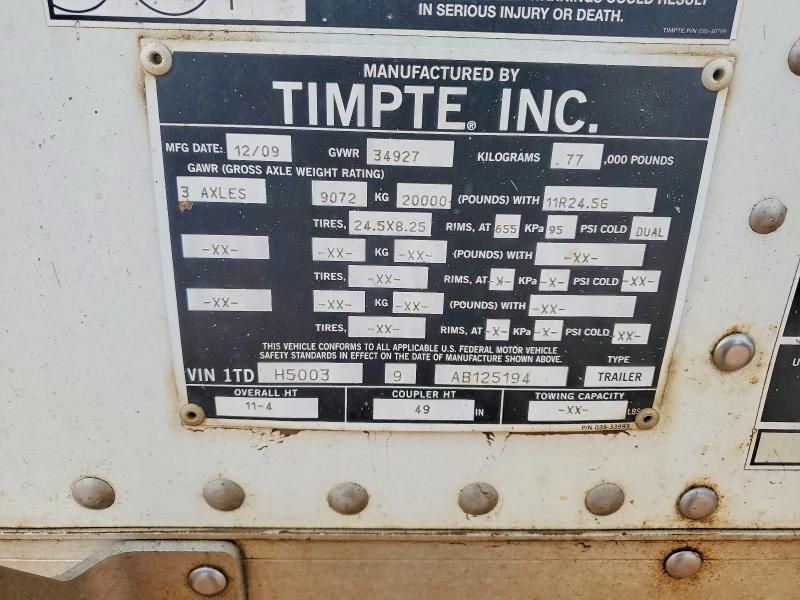 IN SERIOUS INJURY OR DEATH.
TIMPTE P/N 035-30709
MANUFACTURED BY
TIMPTE® INC.
MFG DATE: 12/09 GVWR 34927 KILOGRAMS 77 ,000 POUNDS
GAWR (GROSS AXLE WEIGHT RATING)
3 AXLES 9072 KG 20000 (POUNDS) WITH 11R24.5G
TIRES, 24.5X8.25 RIMS, AT 655 KPa 95 PSI COLD DUAL
-XX- -XX- KG -XX- (POUNDS) WITH -XX-
TIRES, -XX- RIMS, AT -X- KPa -X- PSI COLD -XX-
-XX- -XX- KG -XX- (POUNDS) WITH -XX-
TIRES, -XX- RIMS, AT -X- KPa -X- PSI COLD XX-
THIS VEHICLE CONFORMS TO ALL APPLICABLE U.S. FEDERAL MOTOR VEHICLE
SAFETY STANDARDS IN EFFECT ON THE DATE OF MANUFACTURE SHOWN ABOVE. TYPE
VIN 1TD H5003 9 AB125194 TRAILER
OVERALL HT COUPLER HT TOWING CAPACITY
11-4 49 IN -XX- LBS
P/N 035-33993